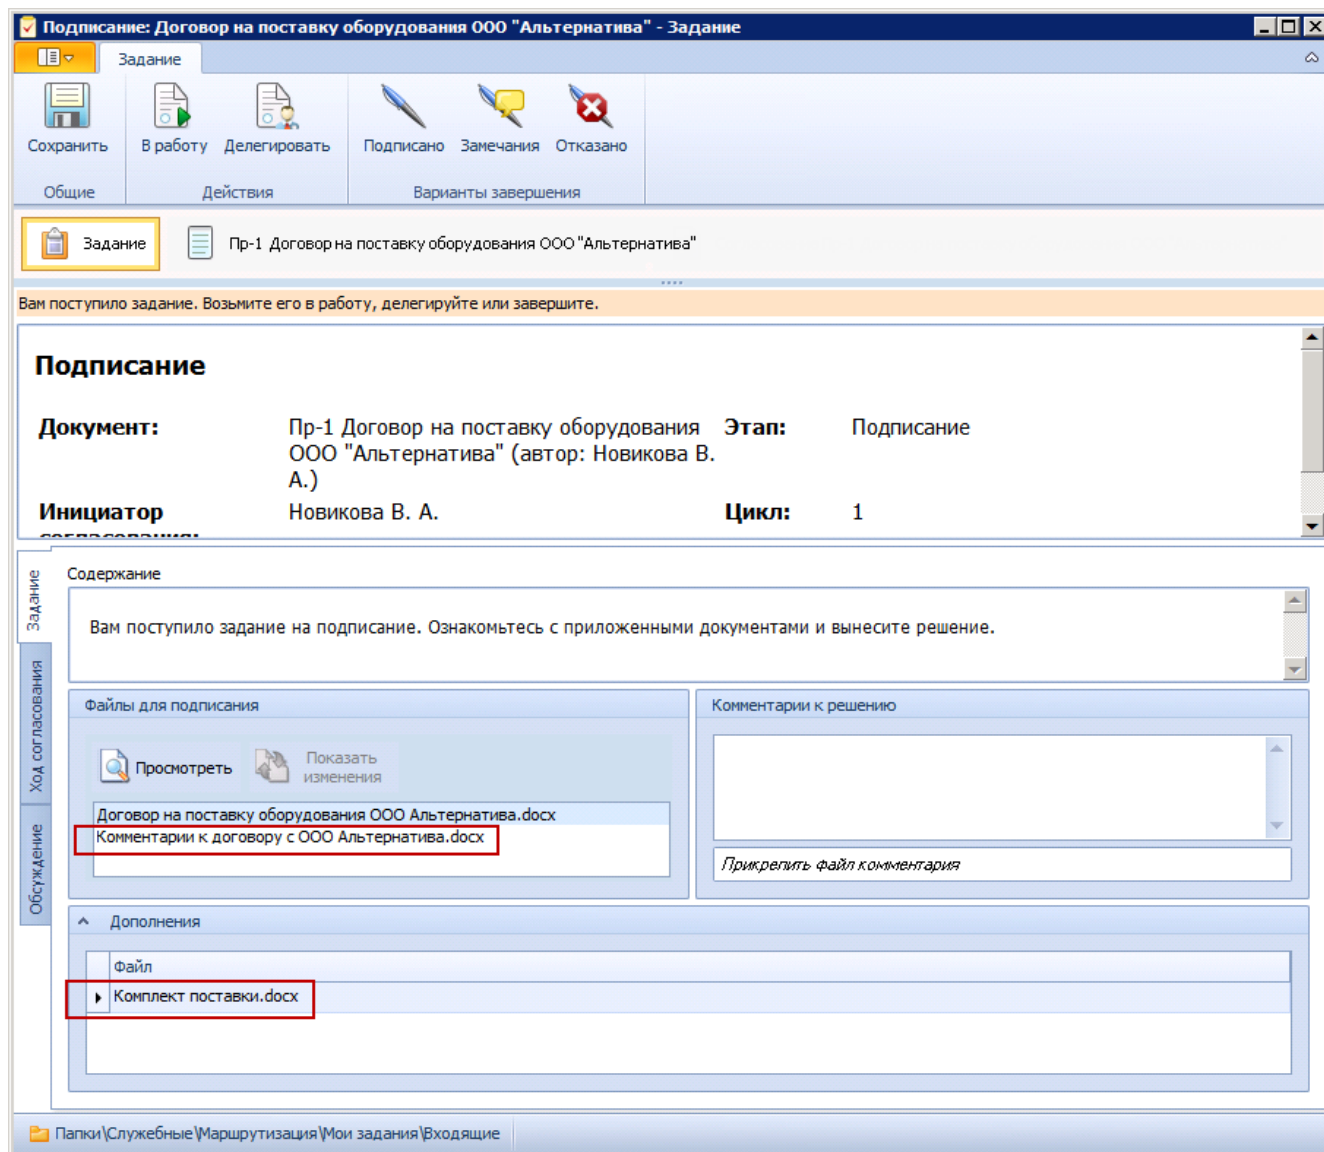 Подписание: Договор на поставку оборудования ООО "Альтернатива" - Задание
Задание
Сохранить
В работу
Делегировать
Подписано
Замечания
Отказано
Общие
Действия
Варианты завершения
Задание
Пр-1 Договор на поставку оборудования ООО "Альтернатива"
Вам поступило задание. Возьмите его в работу, делегируйте или завершите.
Подписание
Документ:
Пр-1 Договор на поставку оборудования
ООО "Альтернатива" (автор: Новикова В.
А.)
Этап:
Подписание
Инициатор
согласования:
Новикова В. А.
Цикл:
1
Задание
Ход согласования
Обсуждение
Содержание
Вам поступило задание на подписание. Ознакомьтесь с приложенными документами и вынесите решение.
Файлы для подписания
Просмотреть
Показать
изменения
Договор на поставку оборудования ООО Альтернатива.docx
Комментарии к договору с ООО Альтернатива.docx
Комментарии к решению
Прикрепить файл комментария
Дополнения
Файл
Комплект поставки.docx
Папки\Служебные\Маршрутизация\Мои задания\Входящие